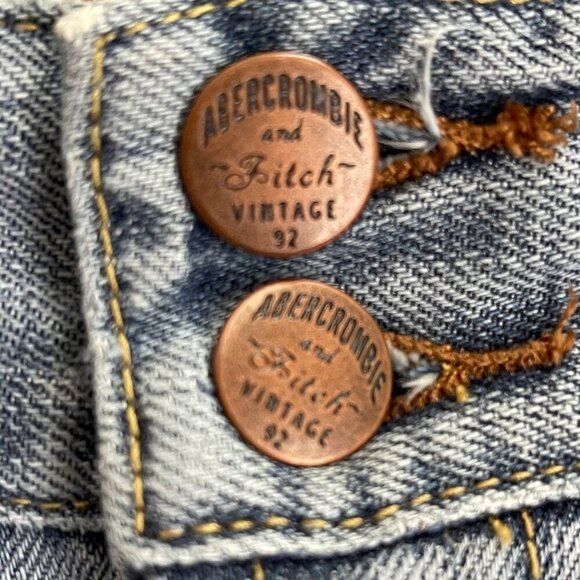 ABERCROMBIE
and
~Fitch~
VINTAGE
92
ABERCROMBIE
and
~Fitch~
VINTAGE
92